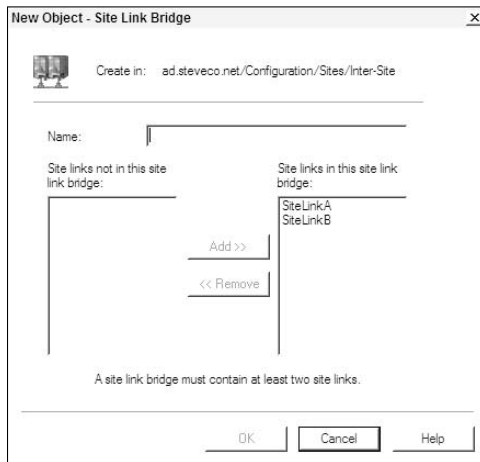 New Object - Site Link Bridge
Create in: ad.steveco.net/Configuration/Sites/Inter-Site
Name:
Site links not in this site
link bridge:
Site links in this site link
bridge:
SiteLinkA
SiteLinkB
Add >>
<< Remove
A site link bridge must contain at least two site links.
OK Cancel Help